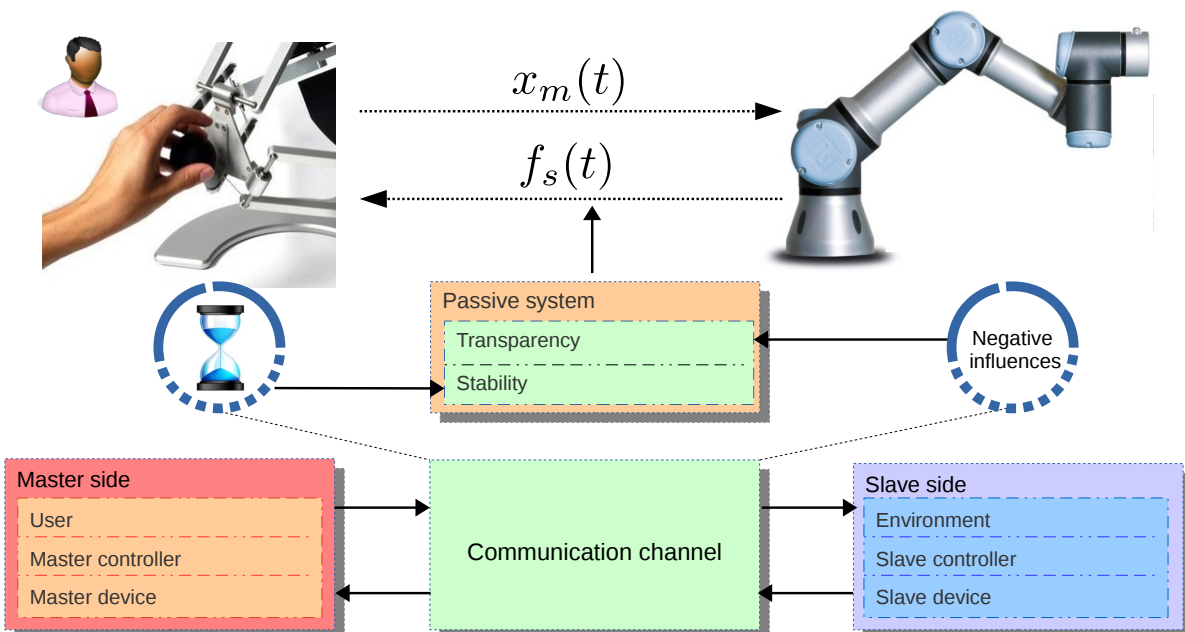 x_m(t)
f_s(t)
Passive system
Transparency
Stability
Negative
influences
Master side
User
Master controller
Master device
Communication channel
Slave side
Environment
Slave controller
Slave device